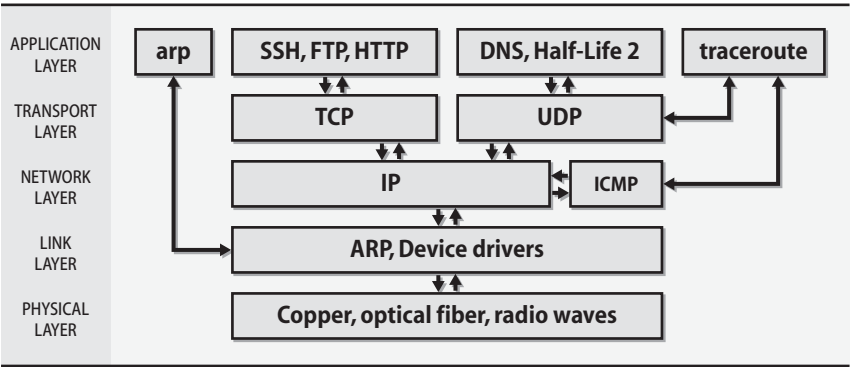 APPLICATION
LAYER
arp
SSH, FTP, HTTP
DNS, Half-Life 2
traceroute
TRANSPORT
LAYER
TCP
UDP
NETWORK
LAYER
IP
ICMP
LINK
LAYER
ARP, Device drivers
PHYSICAL
LAYER
Copper, optical fiber, radio waves